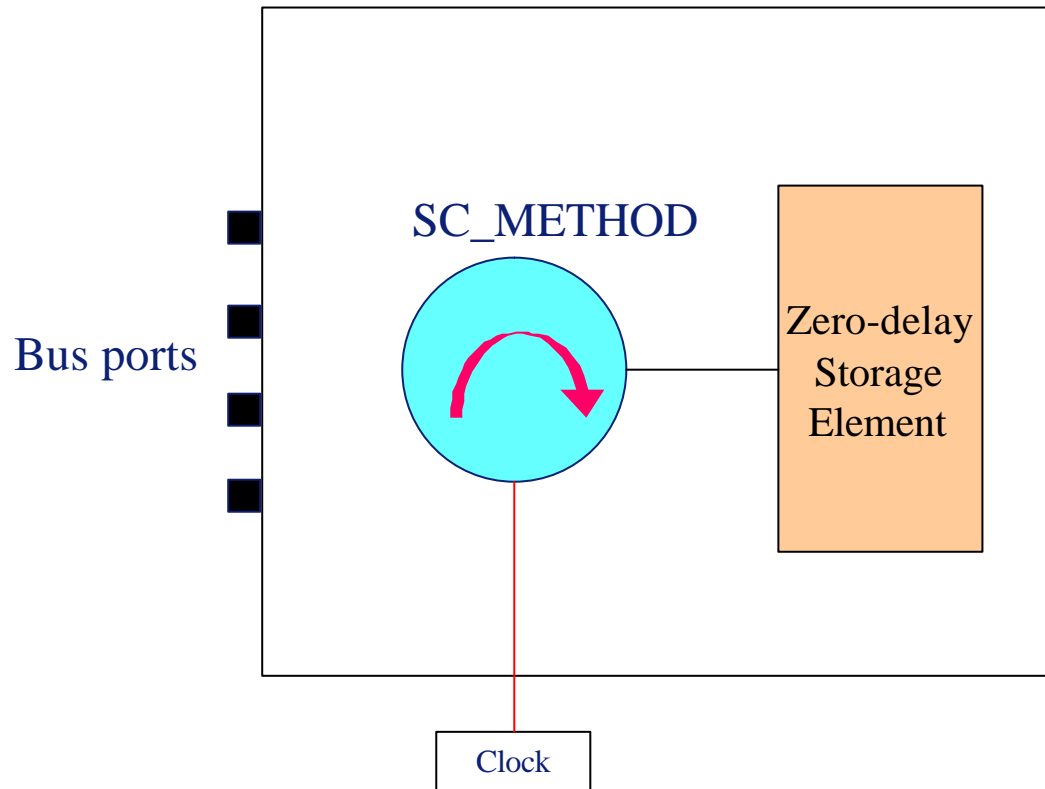 SC_METHOD
Bus ports
Zero-delay
Storage
Element
Clock